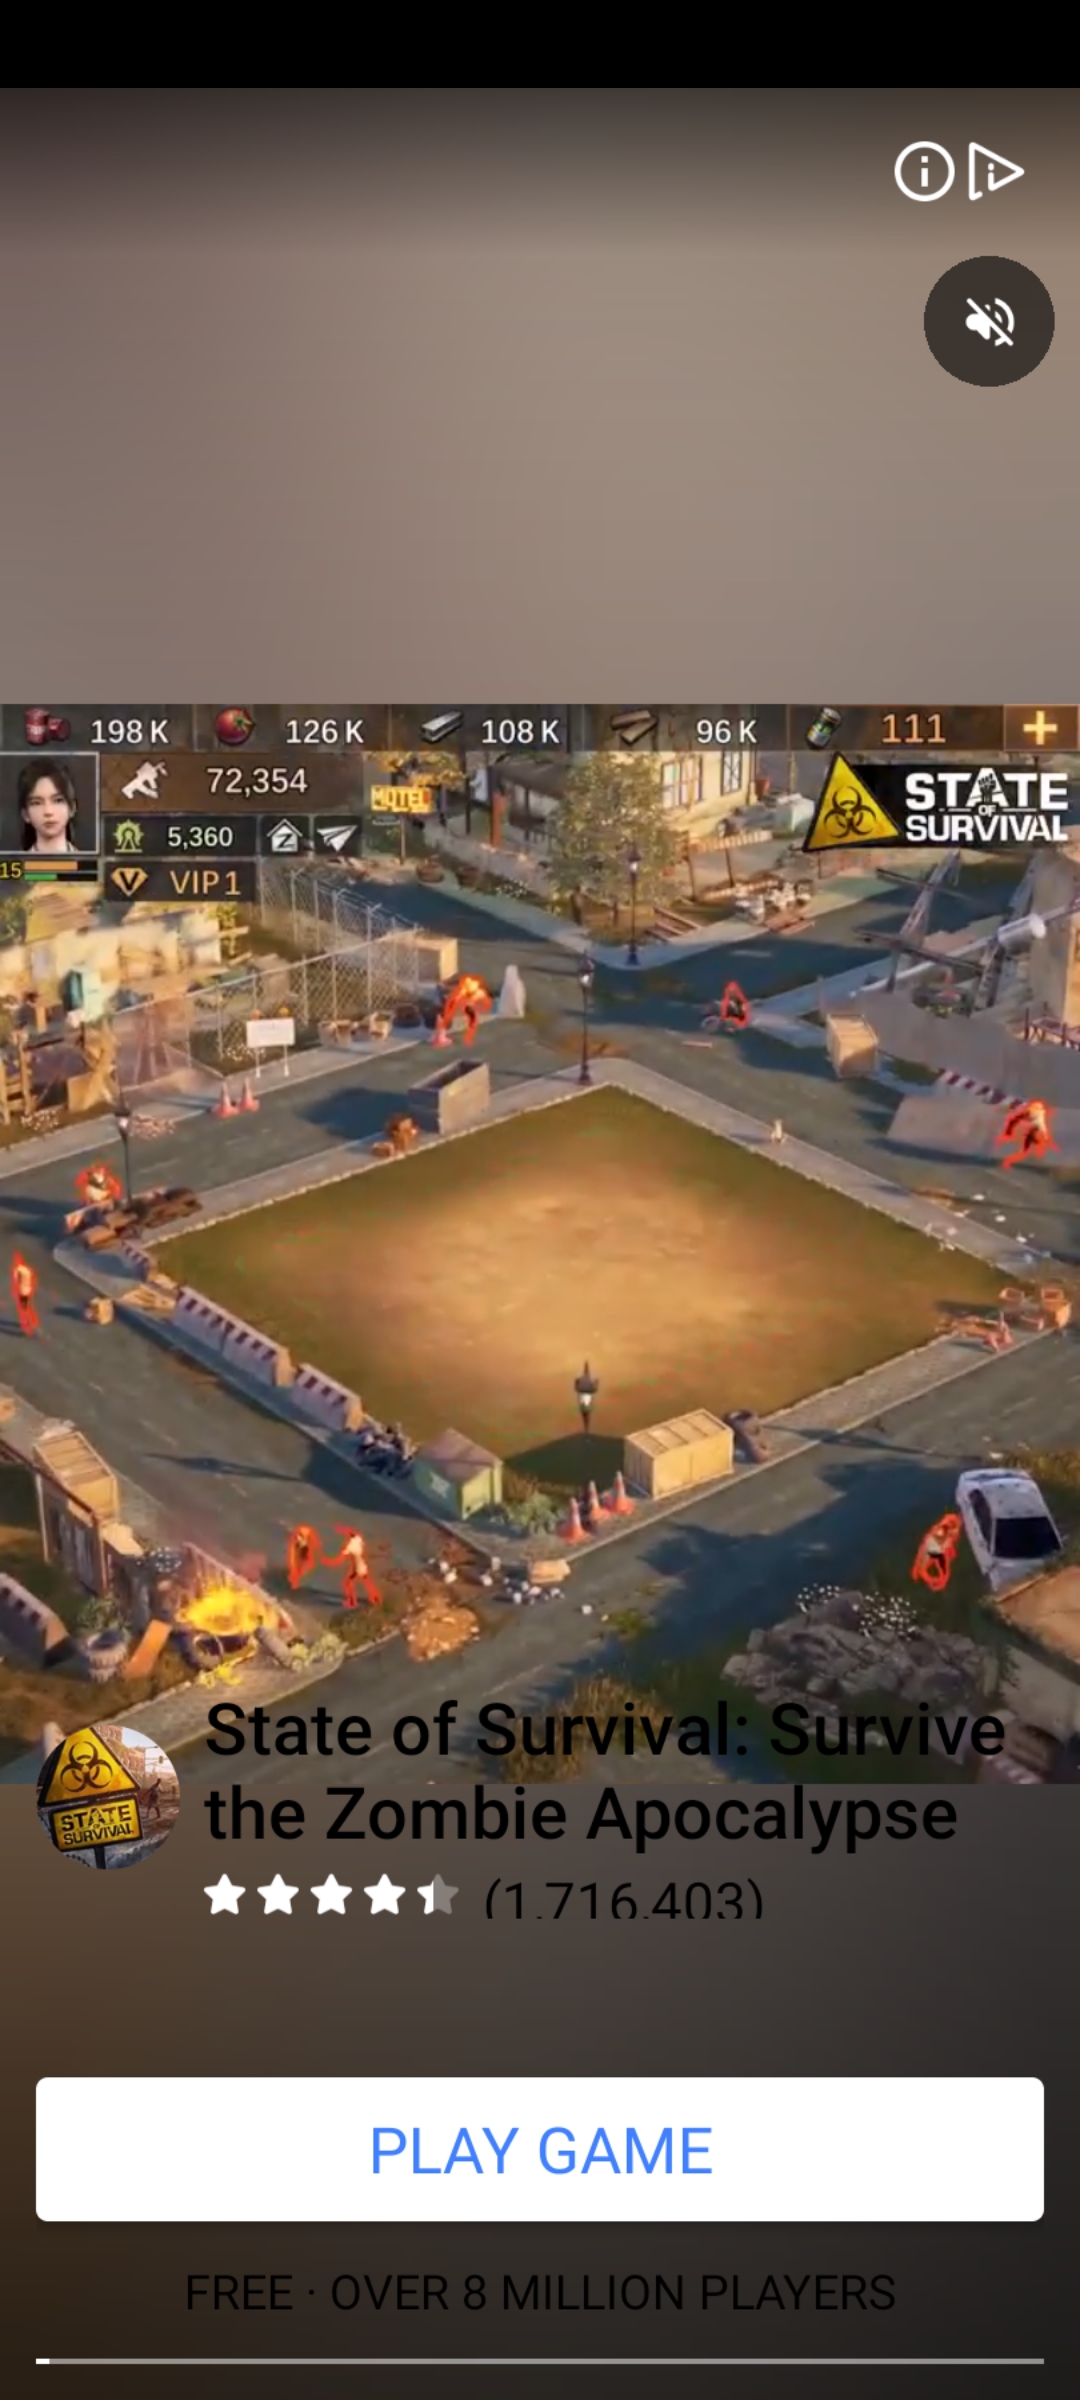 198 K 126 K 108 K 96 K 111
72,354
MOTEL
STATE
OF
SURVIVAL
5,360
15
VIP 1
State of Survival: Survive
the Zombie Apocalypse
STATE
SURVIVAL
(1.716.403)
PLAY GAME
FREE · OVER 8 MILLION PLAYERS